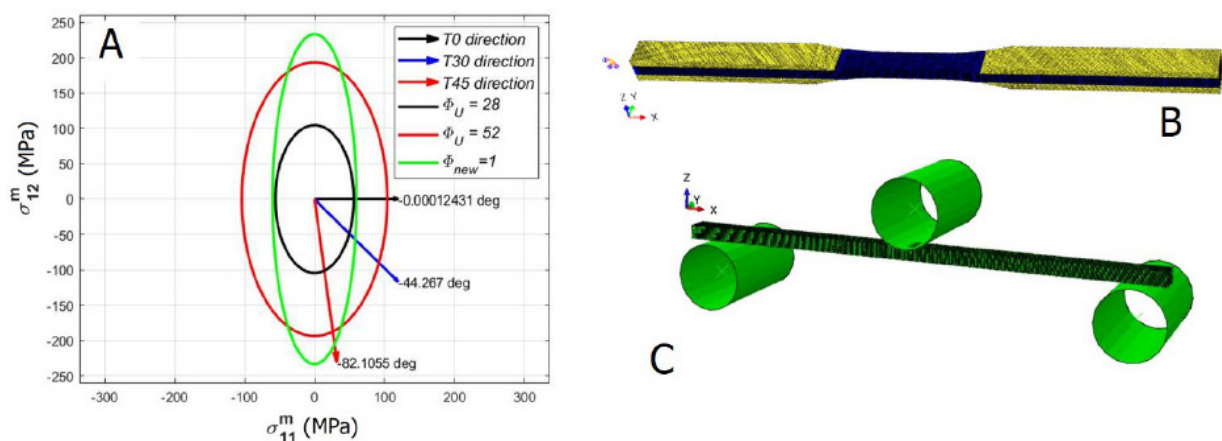 A
250
200
150
100
50
0
-50
-100
-150
-200
-250
-300
-200
-100
0
100
200
300
σ₁₂ᵐ (MPa)
σ₁₁ᵐ (MPa)
T0 direction
T30 direction
T45 direction
Φ_U = 28
Φ_U = 52
Φ_new=1
-0.00012431 deg
-44.267 deg
-82.1055 deg
Z Y
X
B
Z
Y
X
C